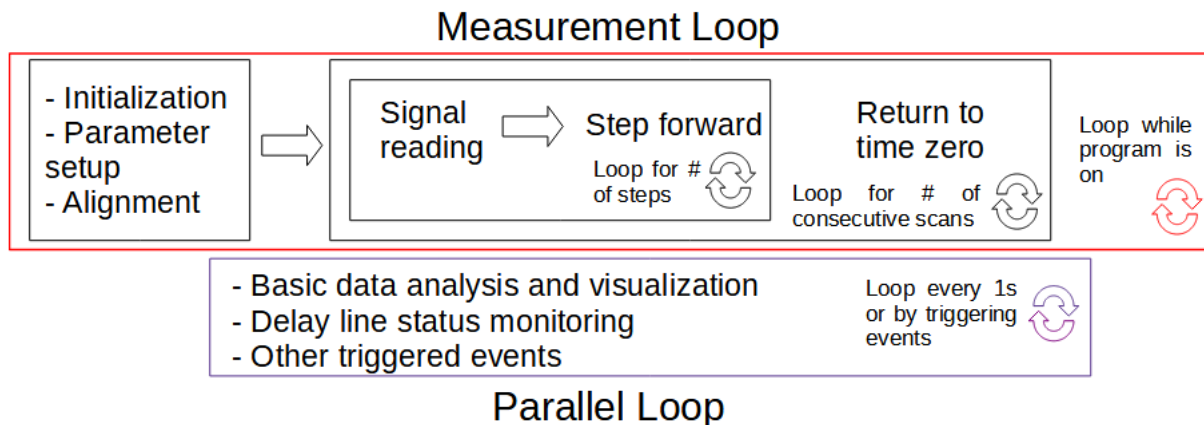 Measurement Loop
- Initialization
- Parameter
setup
- Alignment
Signal
reading
Step forward
Loop for #
of steps
Return to
time zero
Loop for # of
consecutive scans
Loop while
program is
on
- Basic data analysis and visualization
- Delay line status monitoring
- Other triggered events
Loop every 1s
or by triggering
events
Parallel Loop